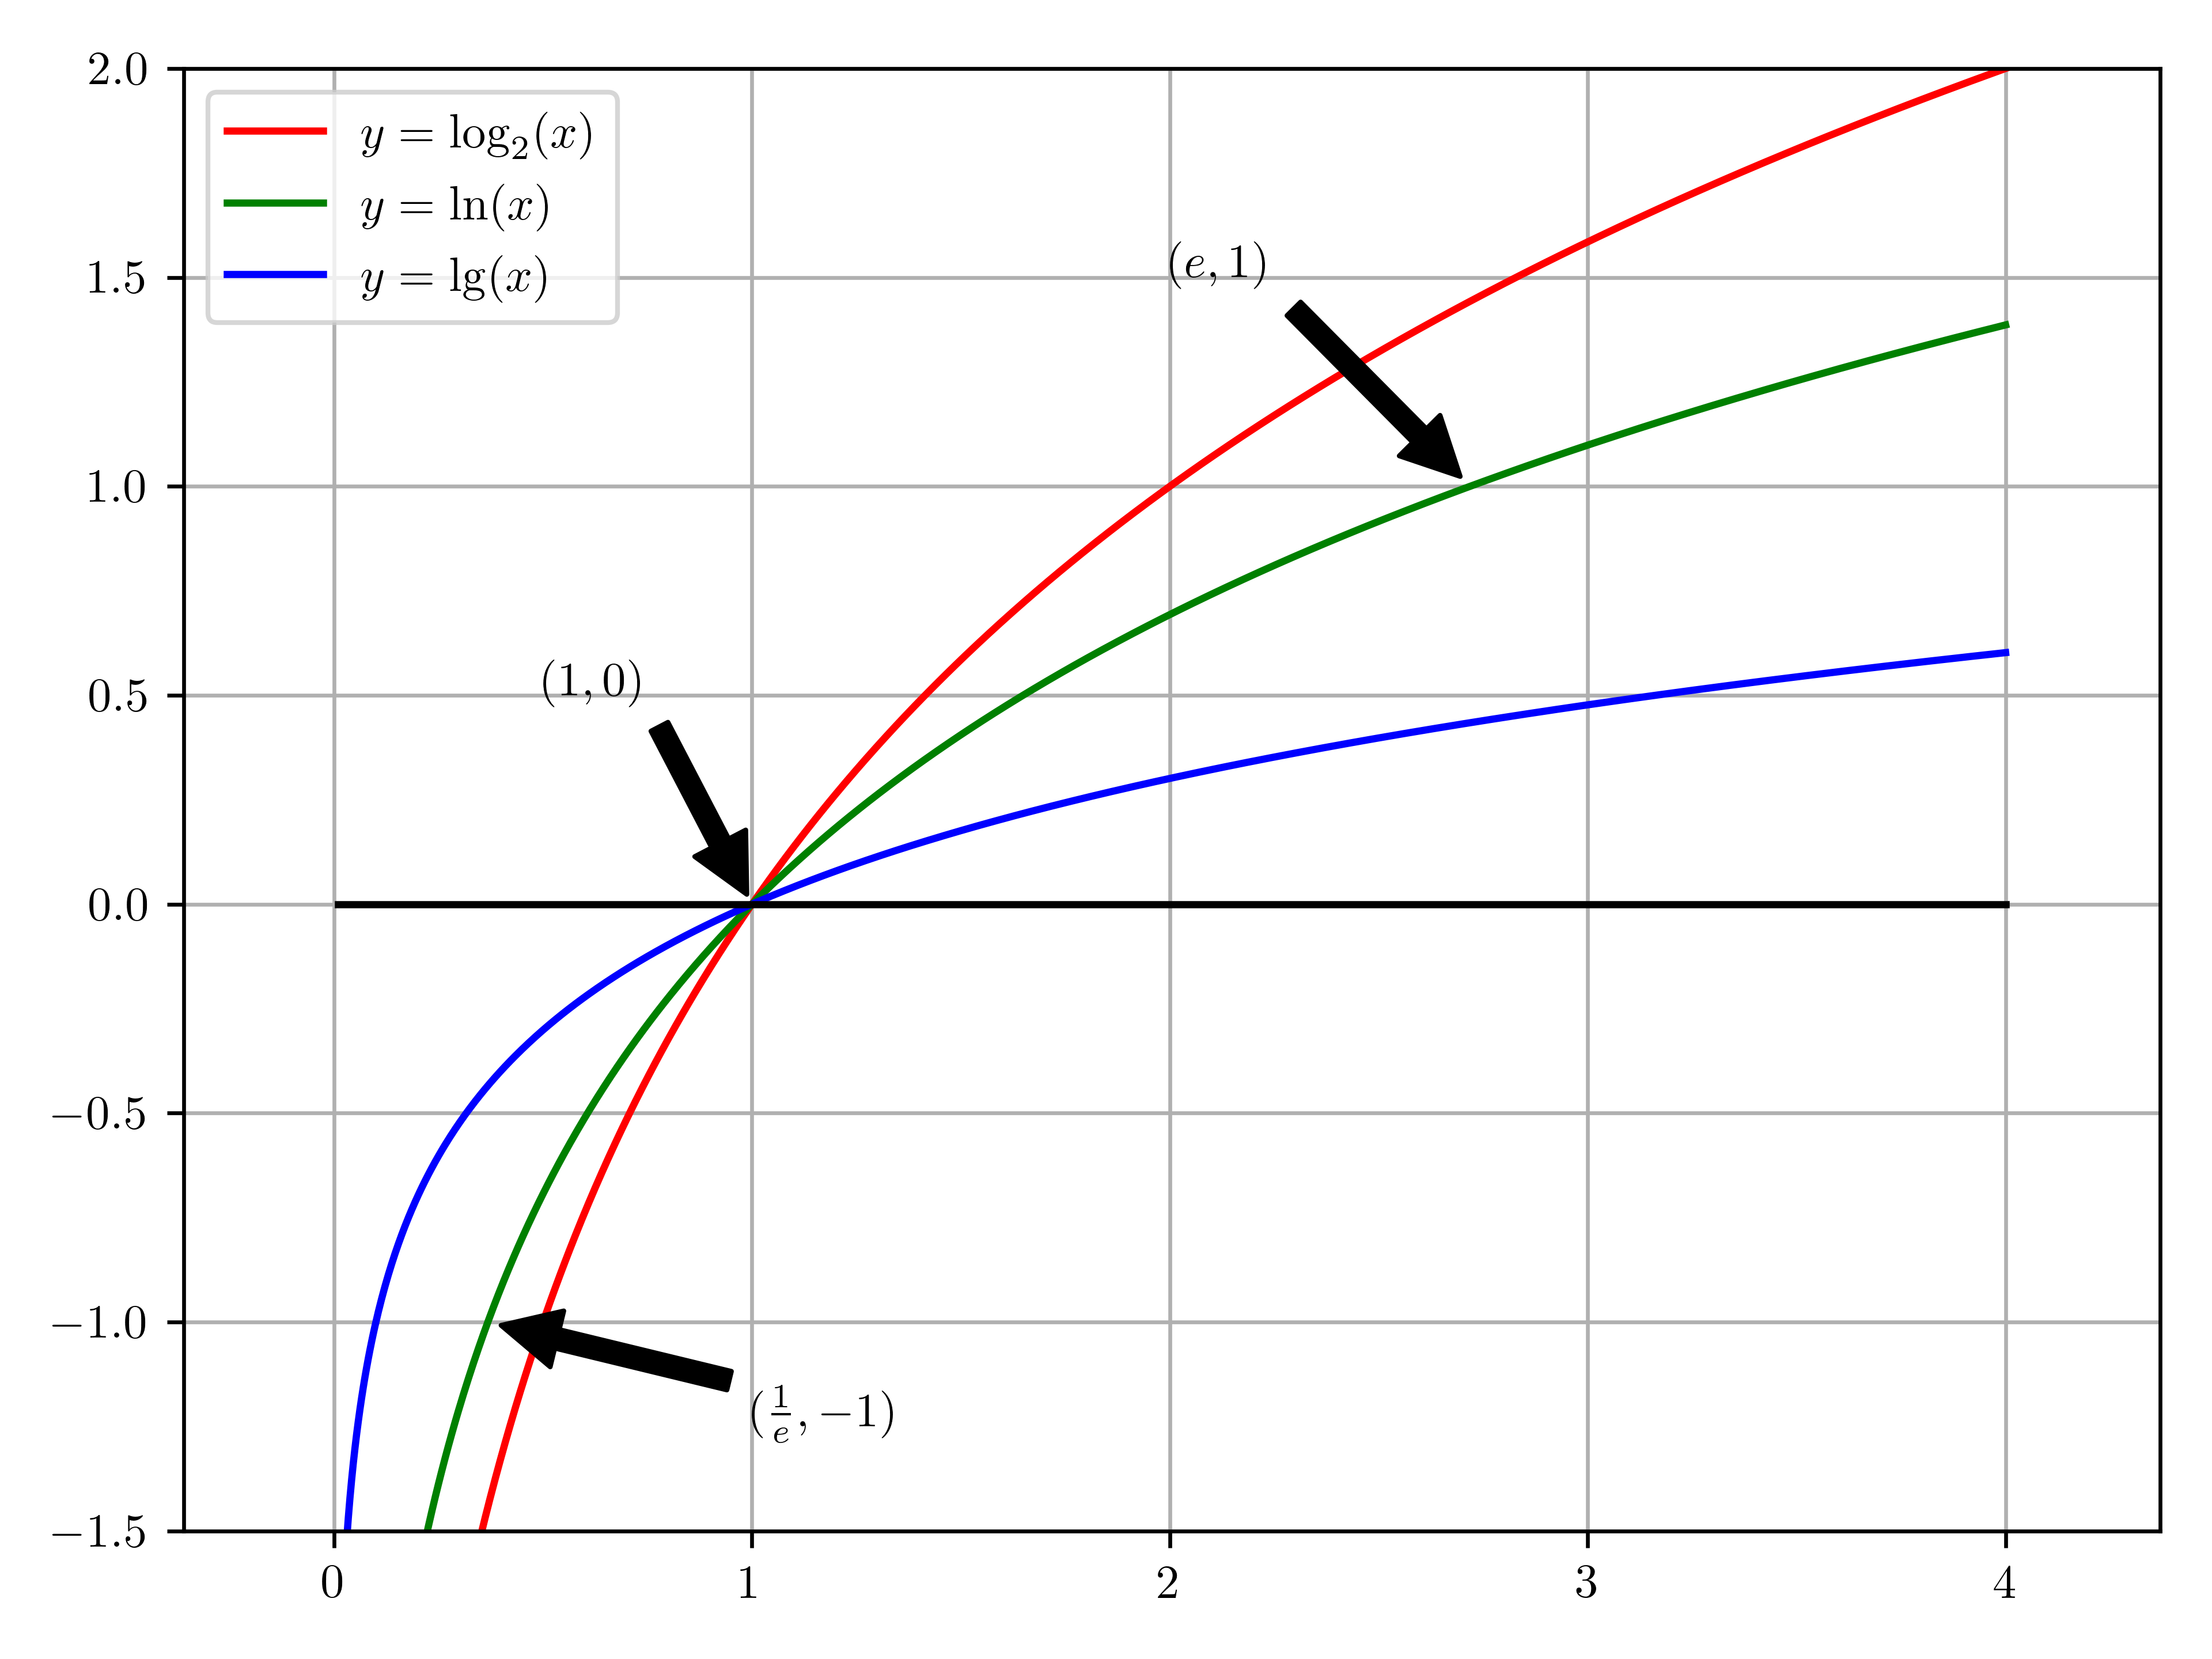 2.0
y = log₂(x)
y = ln(x)
y = lg(x)
1.5
(e, 1)
1.0
(1, 0)
0.5
0.0
−0.5
−1.0
(1/e, −1)
−1.5
0 1 2 3 4